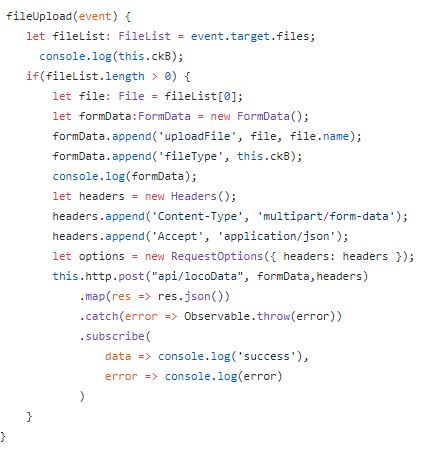 fileUpload(event) {
let fileList: FileList = event.target.files;
console.log(this.ckB);
if(fileList.length > 0) {
let file: File = fileList[0];
let formData:FormData = new FormData();
formData.append('uploadFile', file, file.name);
formData.append('fileType', this.ckB);
console.log(formData);
let headers = new Headers();
headers.append('Content-Type', 'multipart/form-data');
headers.append('Accept', 'application/json');
let options = new RequestOptions({ headers: headers });
this.http.post("api/locoData", formData,headers)
.map(res => res.json())
.catch(error => Observable.throw(error))
.subscribe(
data => console.log('success'),
error => console.log(error)
)
}
}